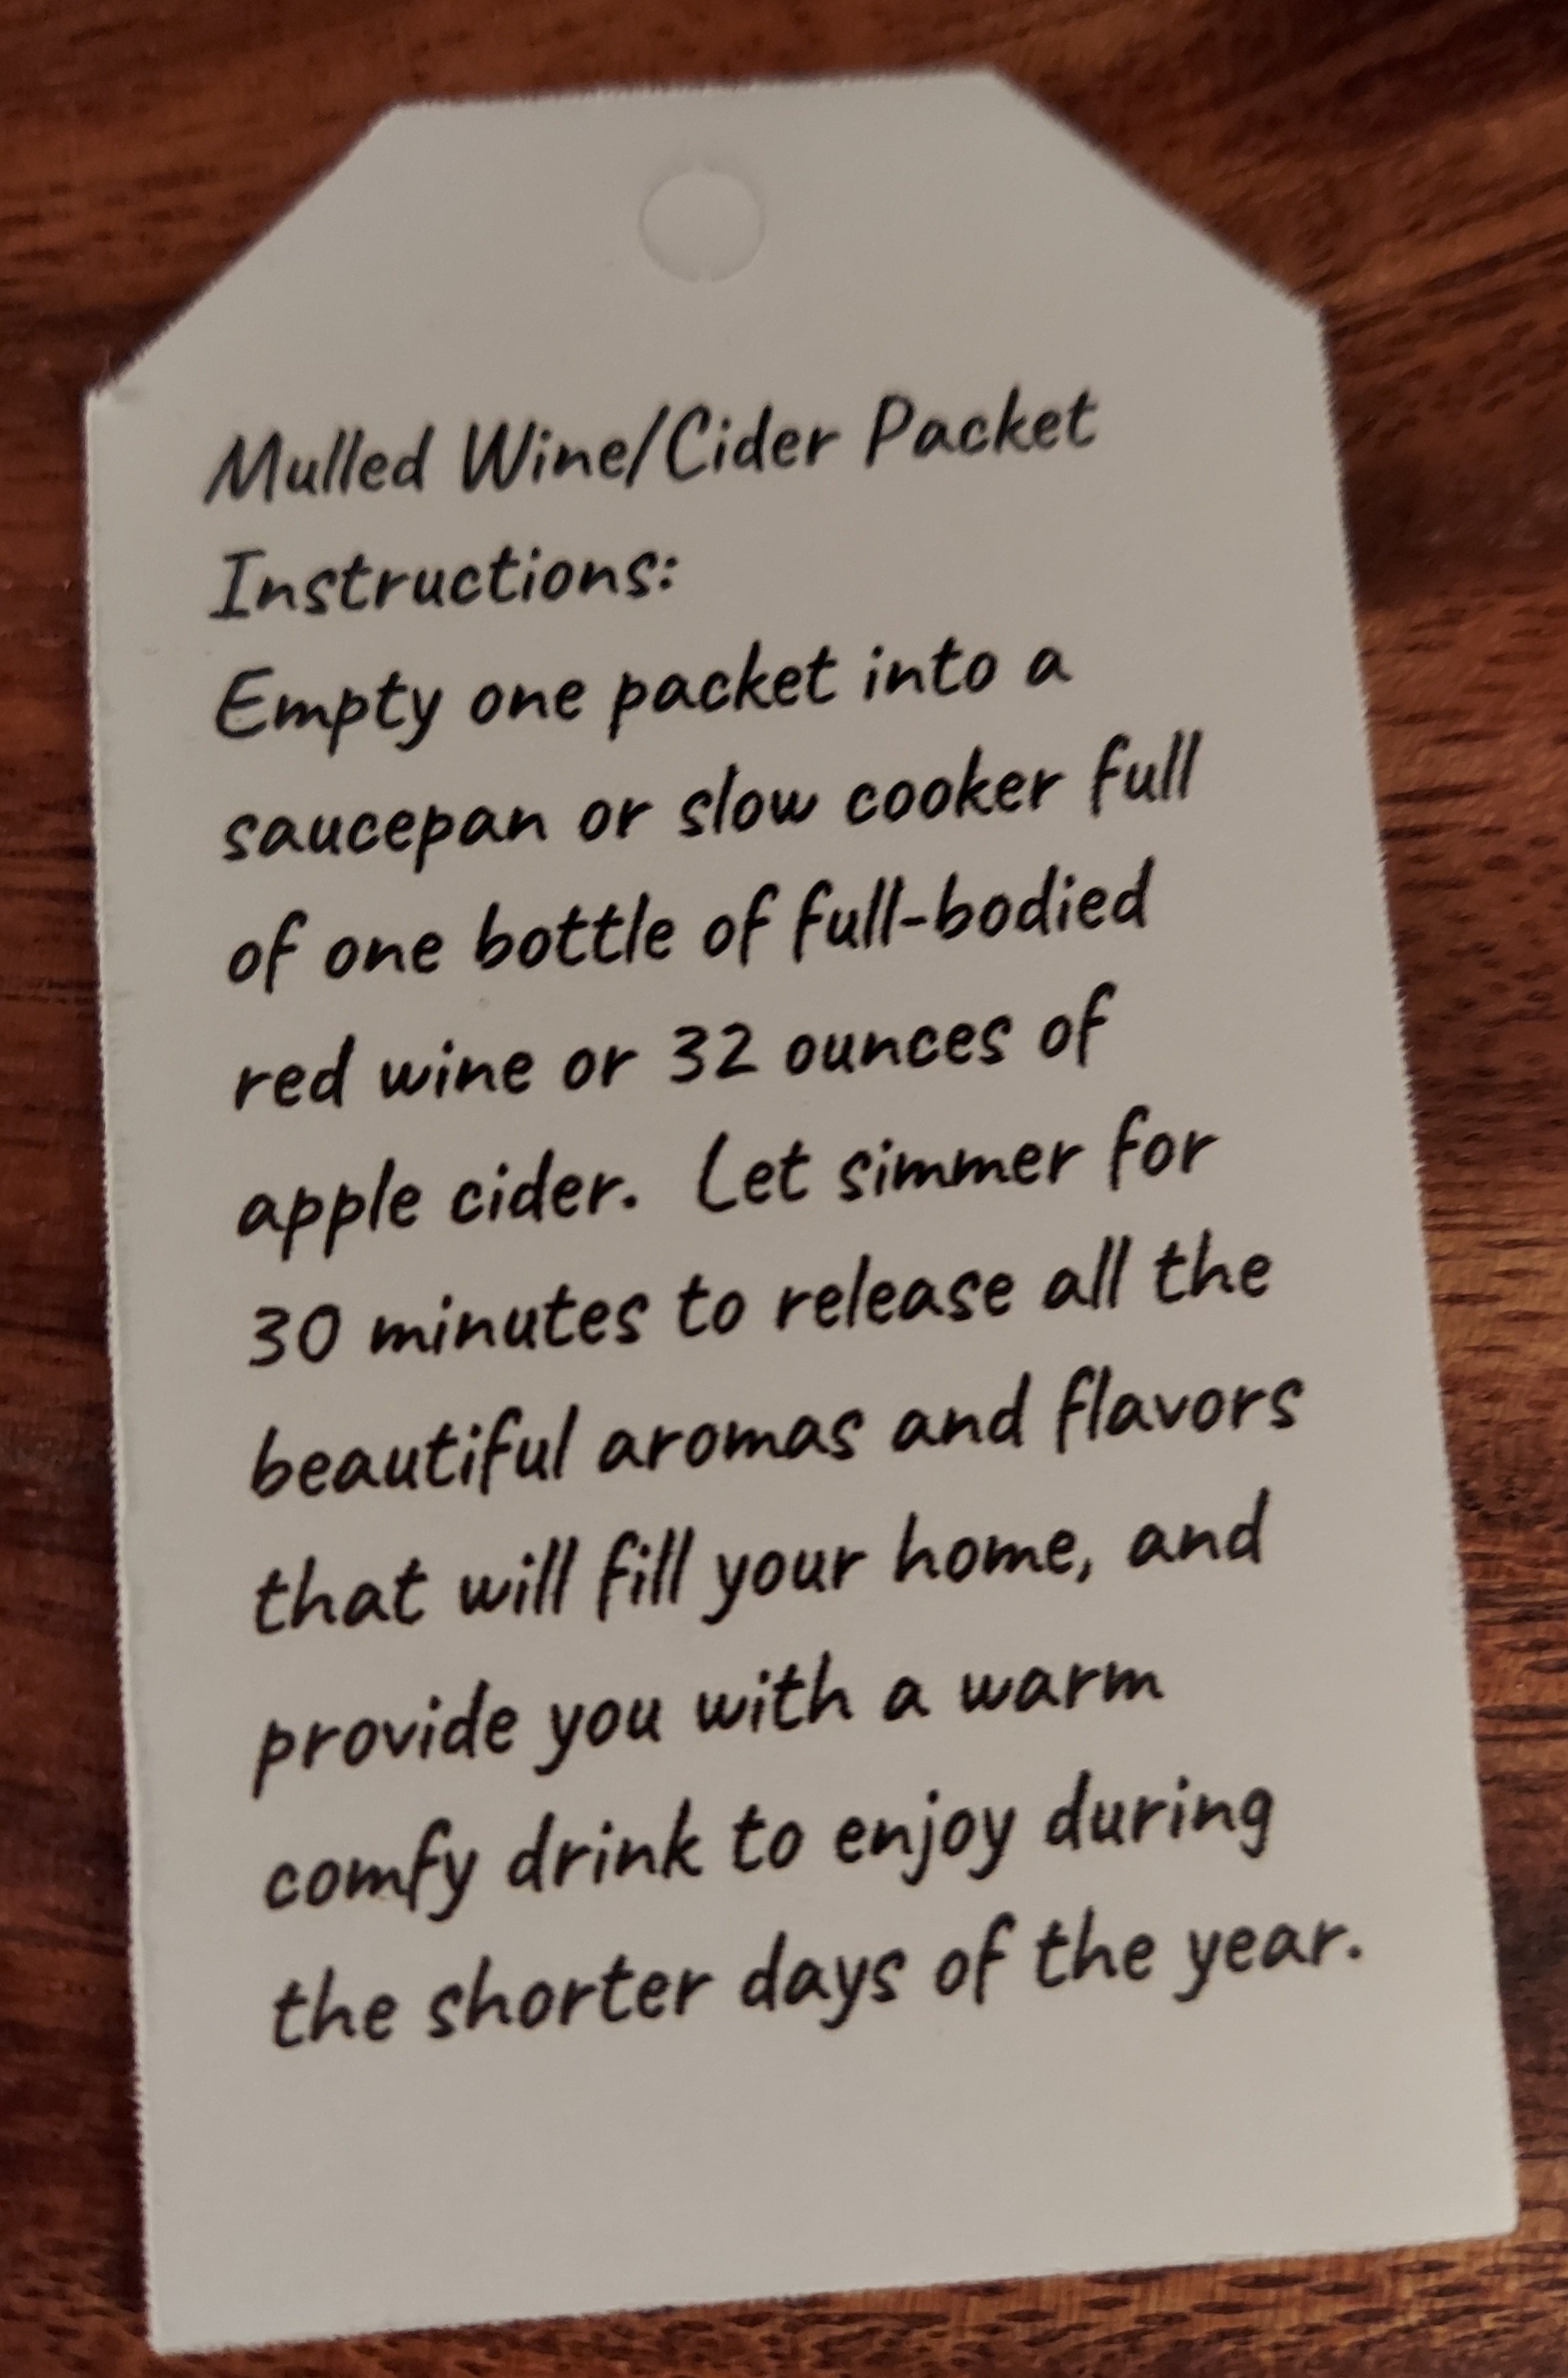 Mulled Wine/Cider Packet
Instructions:
Empty one packet into a
saucepan or slow cooker full
of one bottle of full-bodied
red wine or 32 ounces of
apple cider.  Let simmer for
30 minutes to release all the
beautiful aromas and flavors
that will fill your home, and
provide you with a warm
comfy drink to enjoy during
the shorter days of the year.